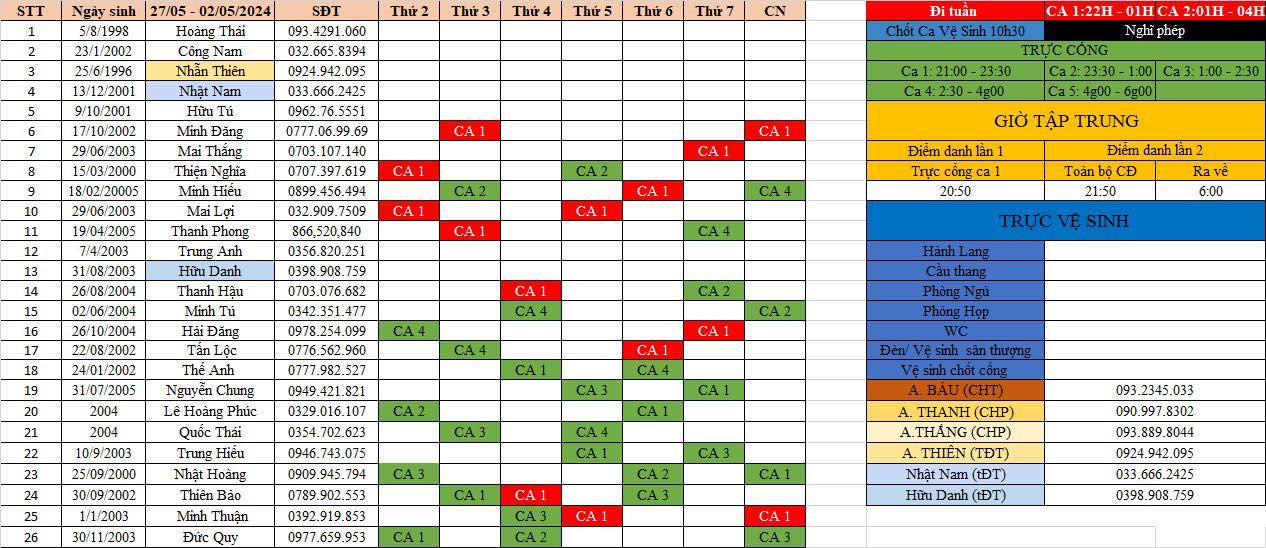 STT Ngày sinh 27/05 - 02/05/2024 SĐT Thứ 2 Thứ 3 Thứ 4 Thứ 5 Thứ 6 Thứ 7 CN Đi tuần CA 1:22H - 01H CA 2:01H - 04H
1 5/8/1998 Hoàng Thái 093.4291.060 Chốt Ca Vệ Sinh 10h30 Nghĩ phép
2 23/1/2002 Công Nam 032.665.8394 TRỰC CỔNG
3 25/6/1996 Nhẫn Thiên 0924.942.095 Ca 1: 21:00 - 23:30 Ca 2: 23:30 - 1:00 Ca 3: 1:00 - 2:30
4 13/12/2001 Nhật Nam 033.666.2425 Ca 4: 2:30 - 4g00 Ca 5: 4g00 - 6g00
5 9/10/2001 Hữu Tú 0962.76.5551 GIỜ TẬP TRUNG
6 17/10/2002 Minh Đăng 0777.06.99.69 CA 1 CA 1
7 29/06/2003 Mai Thắng 0703.107.140 CA 1 Điểm danh lần 1 Điểm danh lần 2
8 15/03/2000 Thiện Nghĩa 0707.397.619 CA 1 CA 2 Trực cổng ca 1 Toàn bộ CĐ Ra về
9 18/02/20005 Minh Hiếu 0899.456.494 CA 2 CA 1 CA 4 20:50 21:50 6:00
10 29/06/2003 Mai Lợi 032.909.7509 CA 1 CA 1 TRỰC VỆ SINH
11 19/04/2005 Thanh Phong 866,520,840 CA 1 CA 4
12 7/4/2003 Trung Anh 0356.820.251 Hành Lang
13 31/08/2003 Hữu Danh 0398.908.759 Cầu thang
14 26/08/2004 Thanh Hậu 0703.076.682 CA 1 CA 2 Phòng Ngủ
15 02/06/2004 Minh Tú 0342.351.477 CA 4 CA 2 Phòng Họp
16 26/10/2004 Hải Đăng 0978.254.099 CA 4 CA 1 WC
17 22/08/2002 Tấn Lộc 0776.562.960 CA 4 CA 1 Đèn/ Vệ sinh sân thượng
18 24/01/2002 Thế Anh 0777.982.527 CA 1 CA 4 Vệ sinh chốt cổng
19 31/07/2005 Nguyễn Chung 0949.421.821 CA 3 CA 1 A. BÁU (CHT) 093.2345.033
20 2004 Lê Hoàng Phúc 0329.016.107 CA 2 CA 1 A. THANH (CHP) 090.997.8302
21 2004 Quốc Thái 0354.702.623 CA 3 CA 4 A.THẮNG (CHP) 093.889.8044
22 10/9/2003 Trung Hiếu 0946.743.075 CA 1 CA 3 A. THIÊN (TĐT) 0924.942.095
23 25/09/2000 Nhật Hoàng 0909.945.794 CA 3 CA 2 CA 1 Nhật Nam (tĐT) 033.666.2425
24 30/09/2002 Thiên Bảo 0789.902.553 CA 1 CA 1 CA 3 Hữu Danh (tĐT) 0398.908.759
25 1/1/2003 Minh Thuận 0392.919.853 CA 3 CA 1 CA 1
26 30/11/2003 Đức Quy 0977.659.953 CA 1 CA 2 CA 3